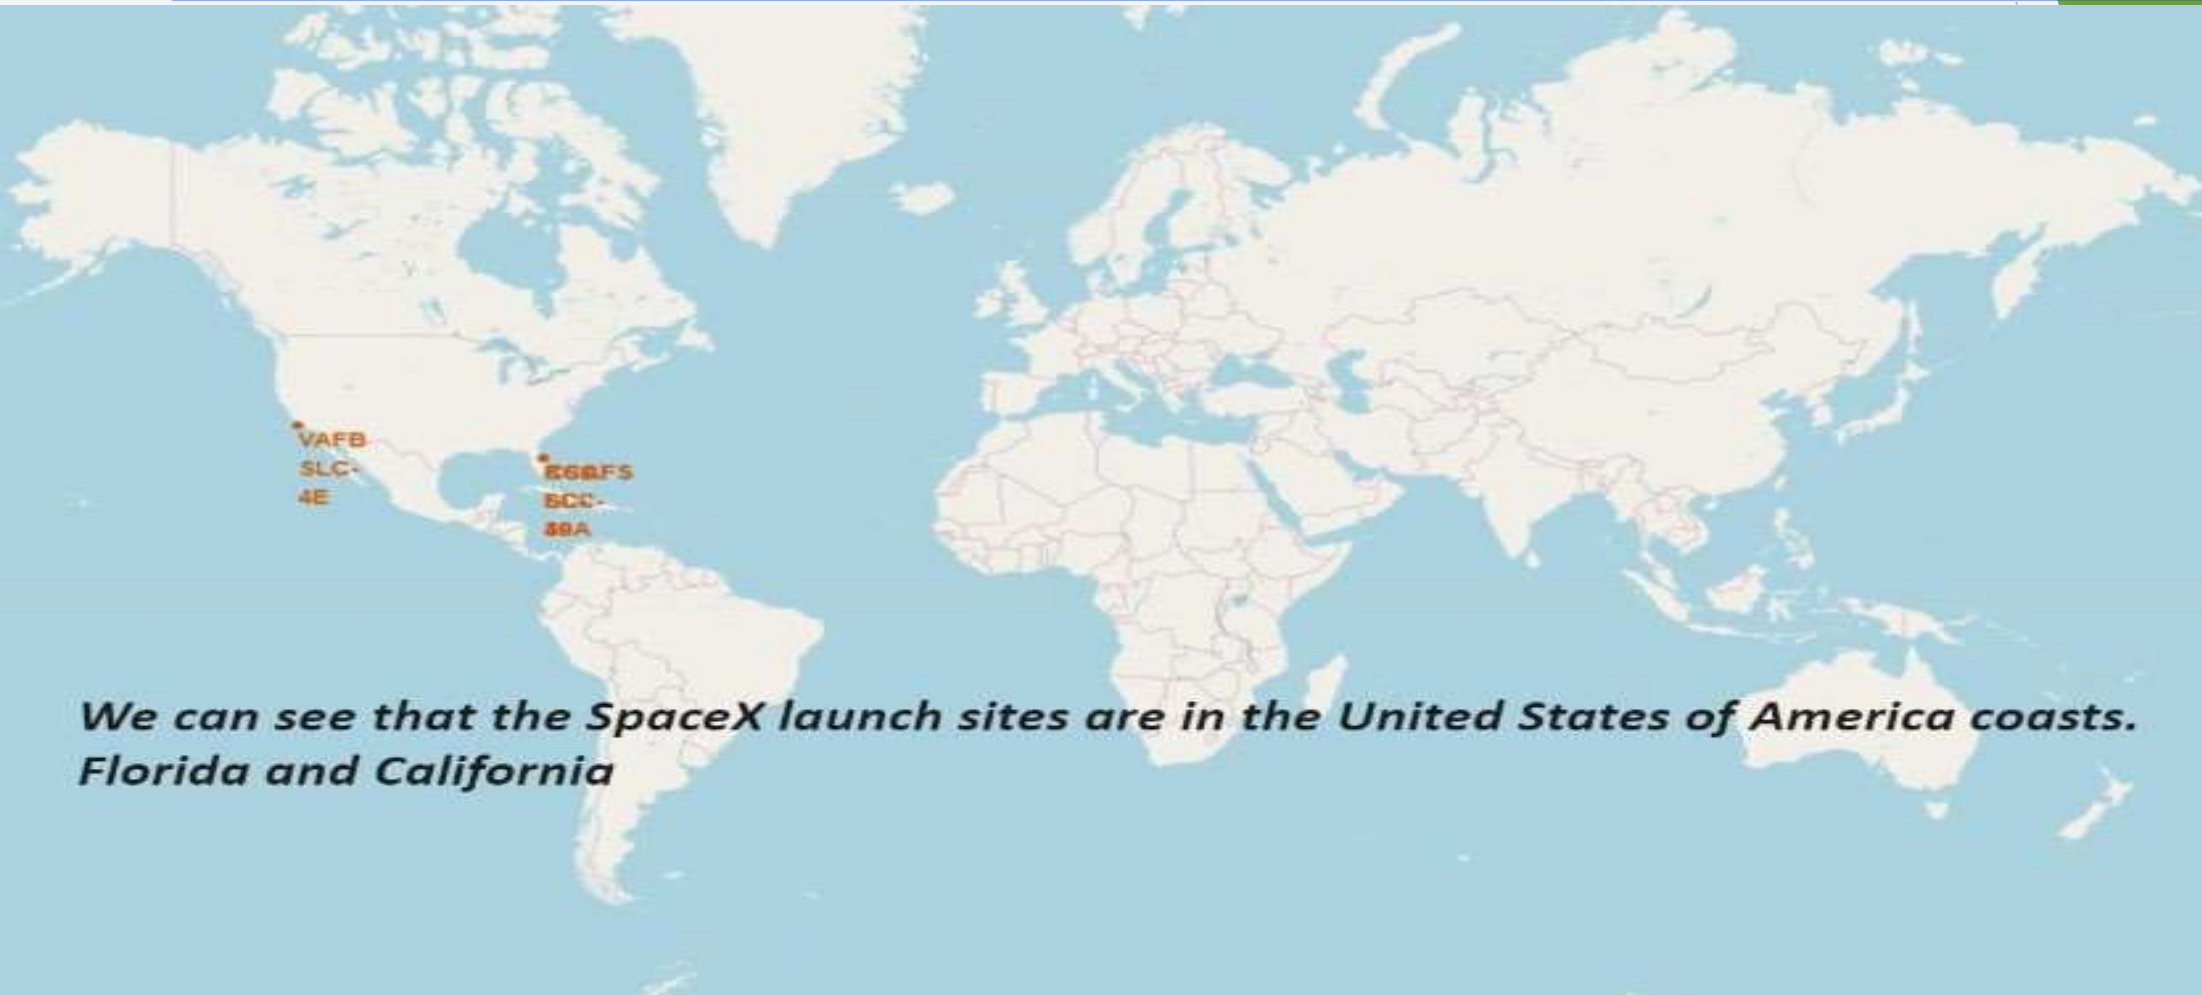 VAFB
SLC-
4E
We can see that the SpaceX launch sites are in the United States of America coasts.
Florida and California